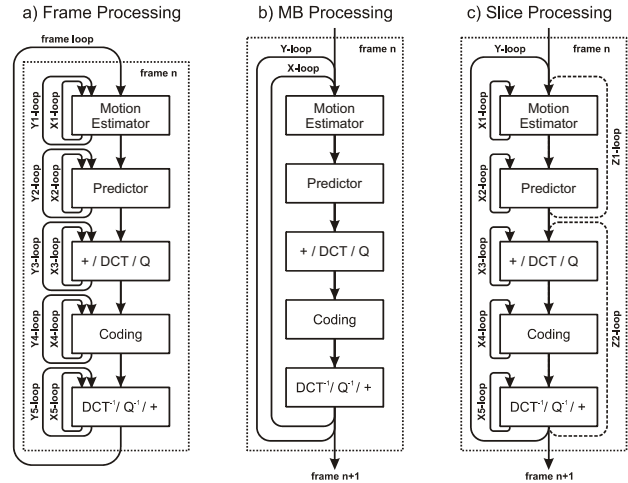 a) Frame Processing
frame loop
frame n
Y1-loop
X1-loop
Motion
Estimator
Y2-loop
X2-loop
Predictor
Y3-loop
X3-loop
+ / DCT / Q
Y4-loop
X4-loop
Coding
Y5-loop
X5-loop
DCT⁻¹/ Q⁻¹/ +
b) MB Processing
Y-loop
frame n
X-loop
Motion
Estimator
Predictor
+ / DCT / Q
Coding
DCT⁻¹/ Q⁻¹/ +
frame n+1
c) Slice Processing
Y-loop
frame n
X1-loop
Motion
Estimator
Z1-loop
X2-loop
Predictor
X3-loop
+ / DCT / Q
X4-loop
Coding
Z2-loop
X5-loop
DCT⁻¹/ Q⁻¹/ +
frame n+1